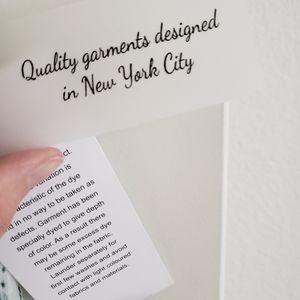 Quality garments designed
in New York City
ct.
variation is
characteristic of the dye
d in no way to be taken as
defects. Garment has been
specially dyed to give depth
of color. As a result there
may be some excess dye
remaining in the fabric.
Launder separately for
first few washes and avoid
contact with light coloured
fabrics and materials.